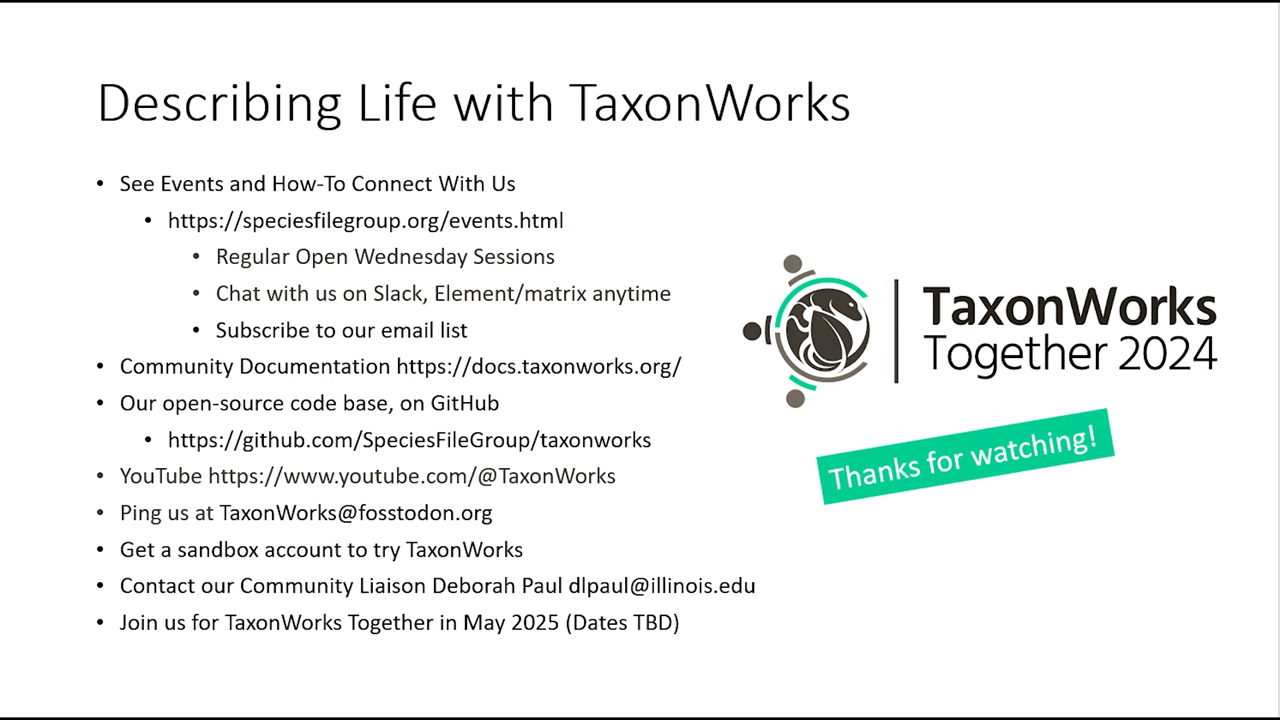 Describing Life with TaxonWorks
• See Events and How-To Connect With Us
• https://speciesfilegroup.org/events.html
• Regular Open Wednesday Sessions
• Chat with us on Slack, Element/matrix anytime
• Subscribe to our email list
• Community Documentation https://docs.taxonworks.org/
• Our open-source code base, on GitHub
• https://github.com/SpeciesFileGroup/taxonworks
• YouTube https://www.youtube.com/@TaxonWorks
• Ping us at TaxonWorks@fosstodon.org
• Get a sandbox account to try TaxonWorks
• Contact our Community Liaison Deborah Paul dlpaul@illinois.edu
• Join us for TaxonWorks Together in May 2025 (Dates TBD)
TaxonWorks
Together 2024
Thanks for watching!